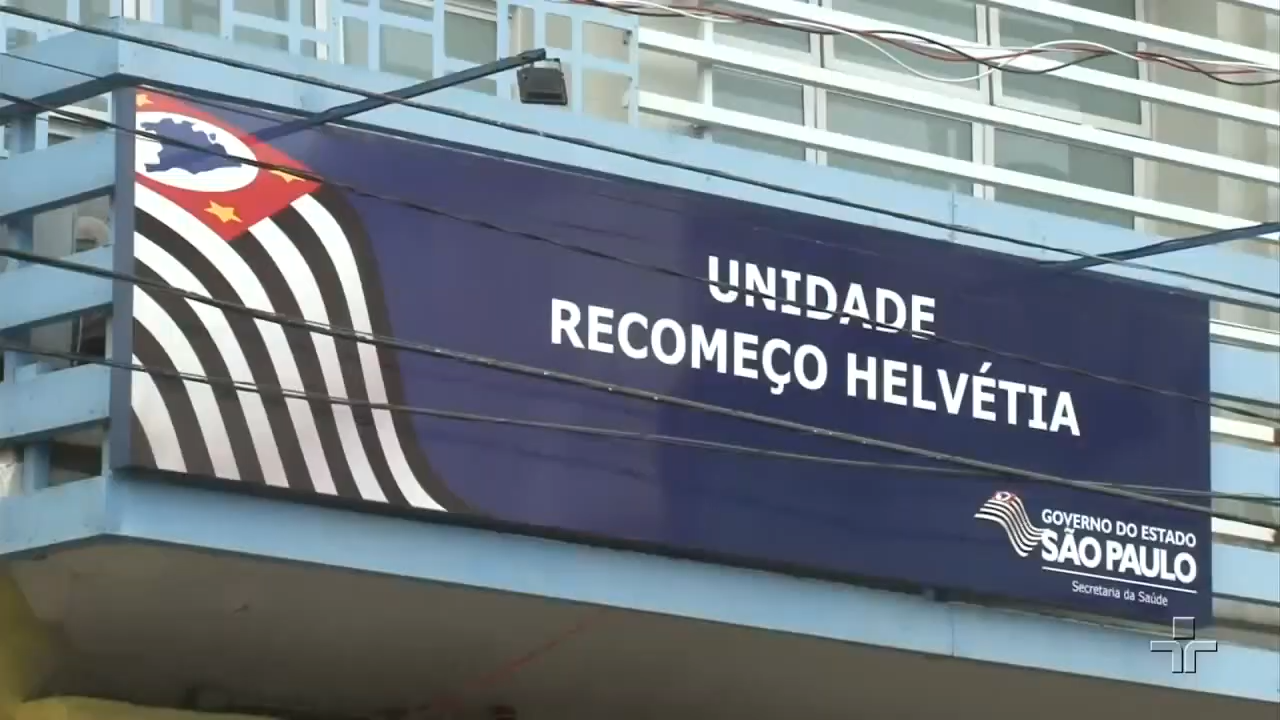 UNIDADE
RECOMEÇO HELVÉTIA
GOVERNO DO ESTADO
SÃO PAULO
Secretaria da Saúde